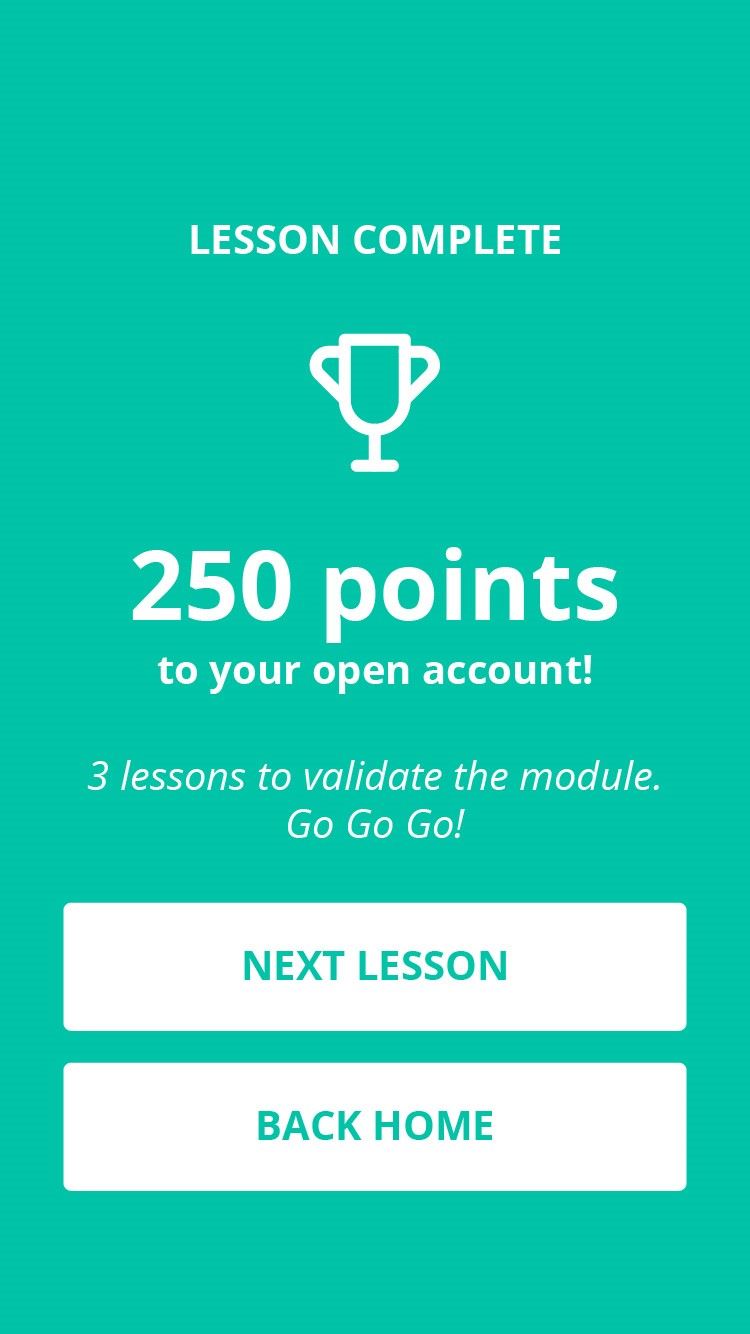 LESSON COMPLETE
250 points
to your open account!
3 lessons to validate the module.
Go Go Go!
NEXT LESSON
BACK HOME